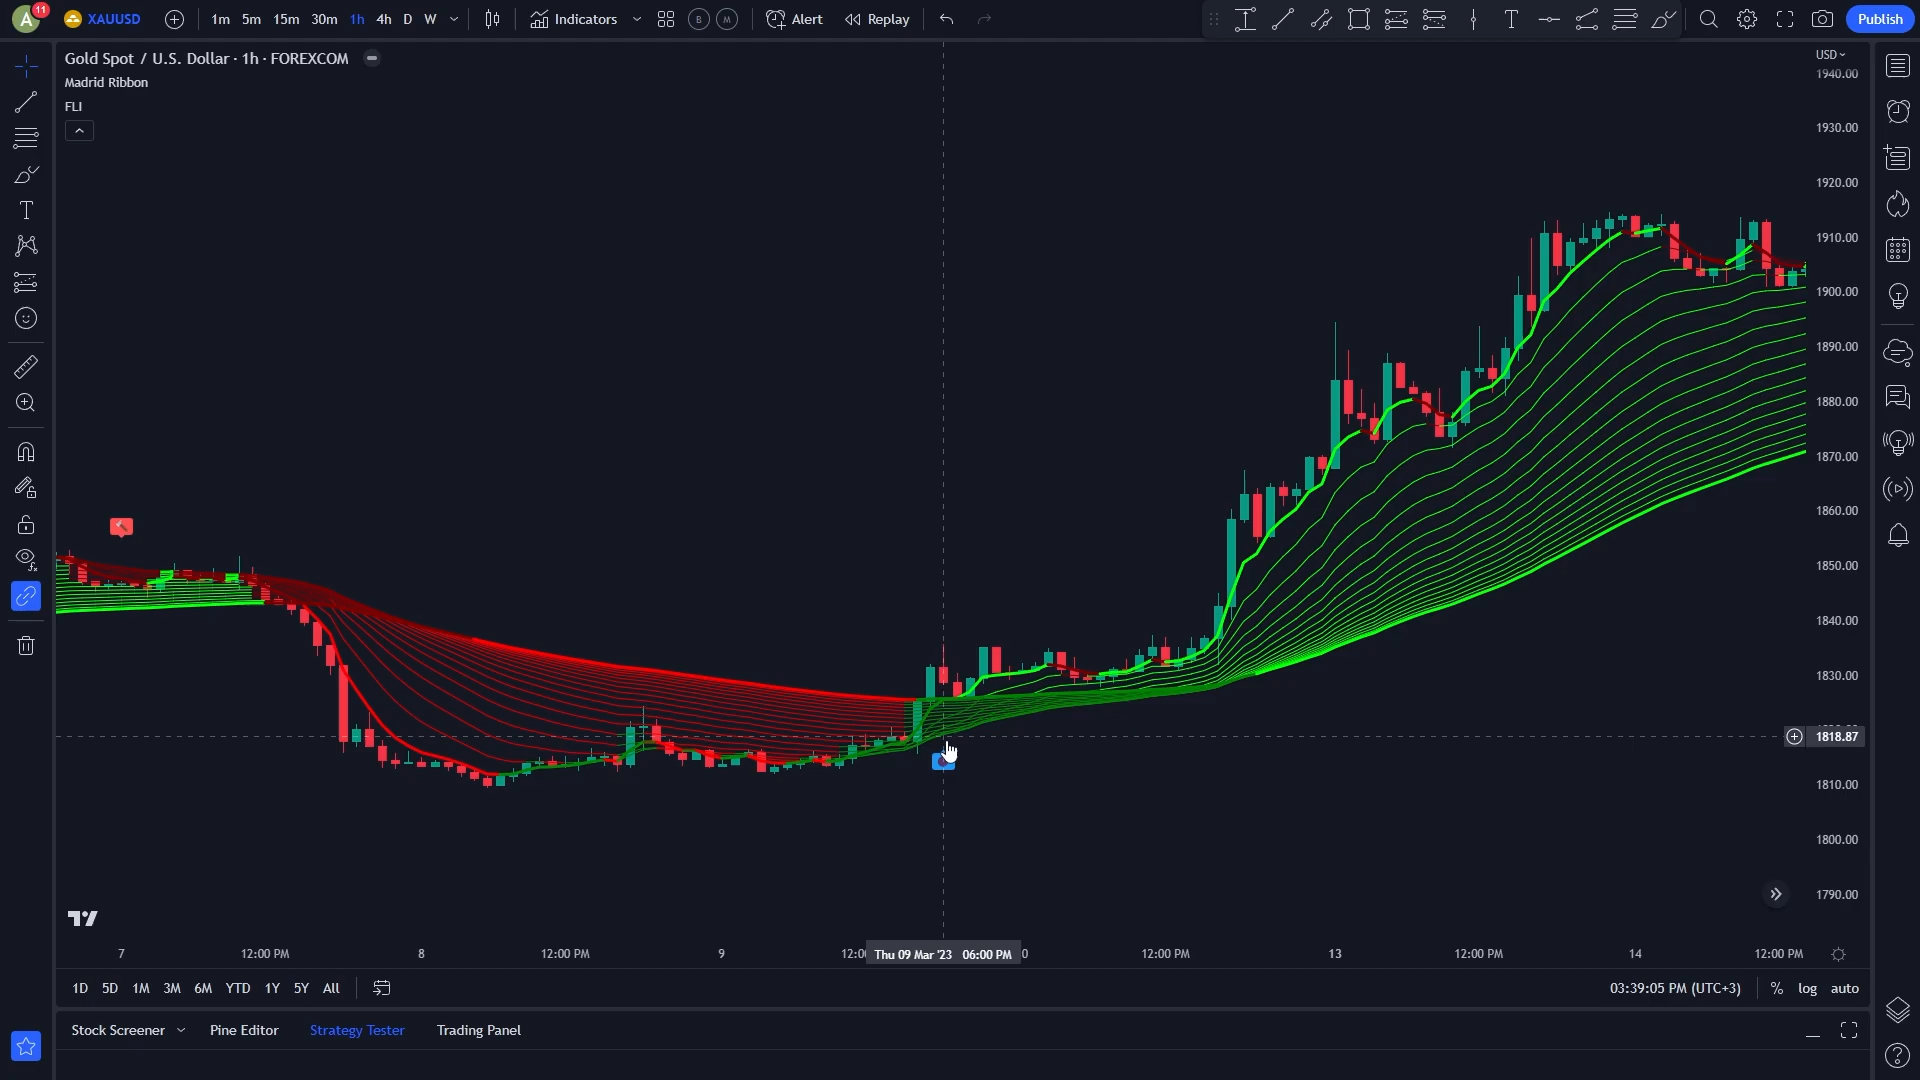 A 11 XAUUSD 1m 5m 15m 30m 1h 4h D W Indicators B M Alert Replay T Publish
Gold Spot / U.S. Dollar · 1h · FOREXCOM
USD
Madrid Ribbon
FLI
1940.00
1930.00
1920.00
1910.00
1900.00
1890.00
1880.00
1870.00
1860.00
1850.00
1840.00
1830.00
1818.87
1810.00
1800.00
1790.00
7 12:00 PM 8 12:00 PM 9 Thu 09 Mar '23 06:00 PM 12:00 PM 13 12:00 PM 14 12:00 PM
1D 5D 1M 3M 6M YTD 1Y 5Y All 03:39:05 PM (UTC+3) % log auto
Stock Screener Pine Editor Strategy Tester Trading Panel